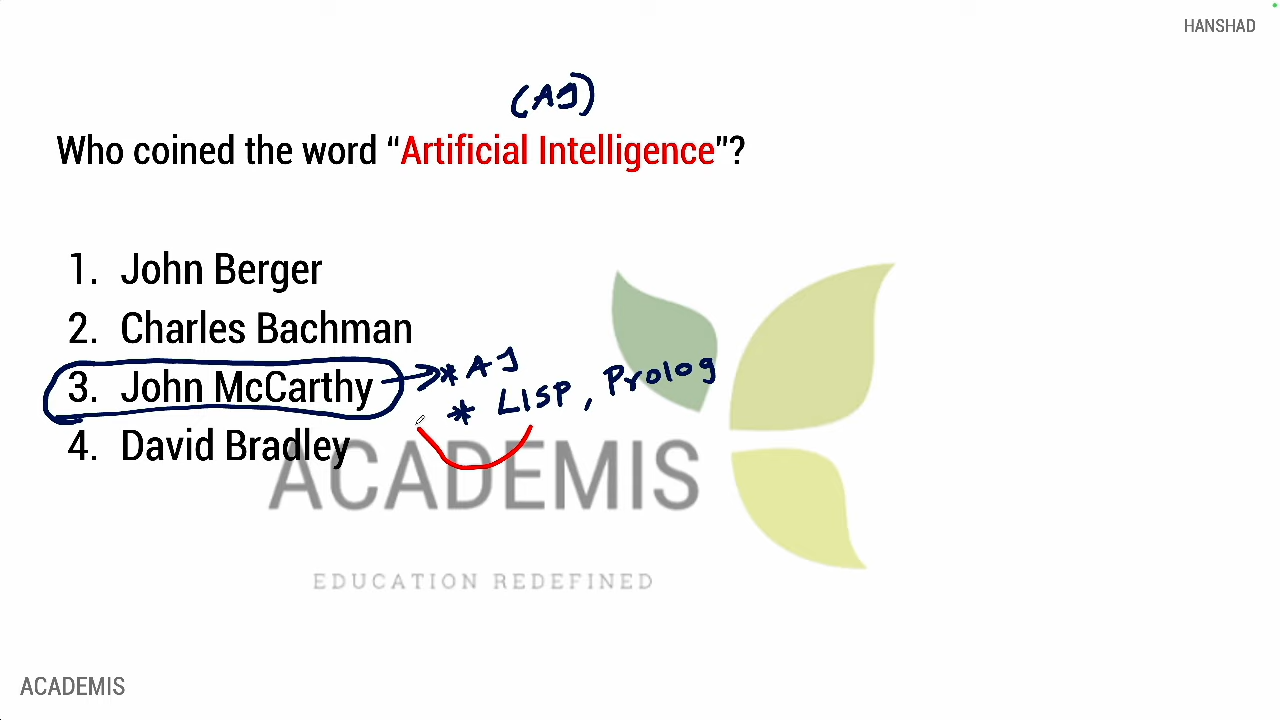 HANSHAD
(AI)
Who coined the word “Artificial Intelligence”?
1. John Berger
2. Charles Bachman
3. John McCarthy → * AI
* LISP, Prolog
4. David Bradley
ACADEMIS
EDUCATION REDEFINED
ACADEMIS